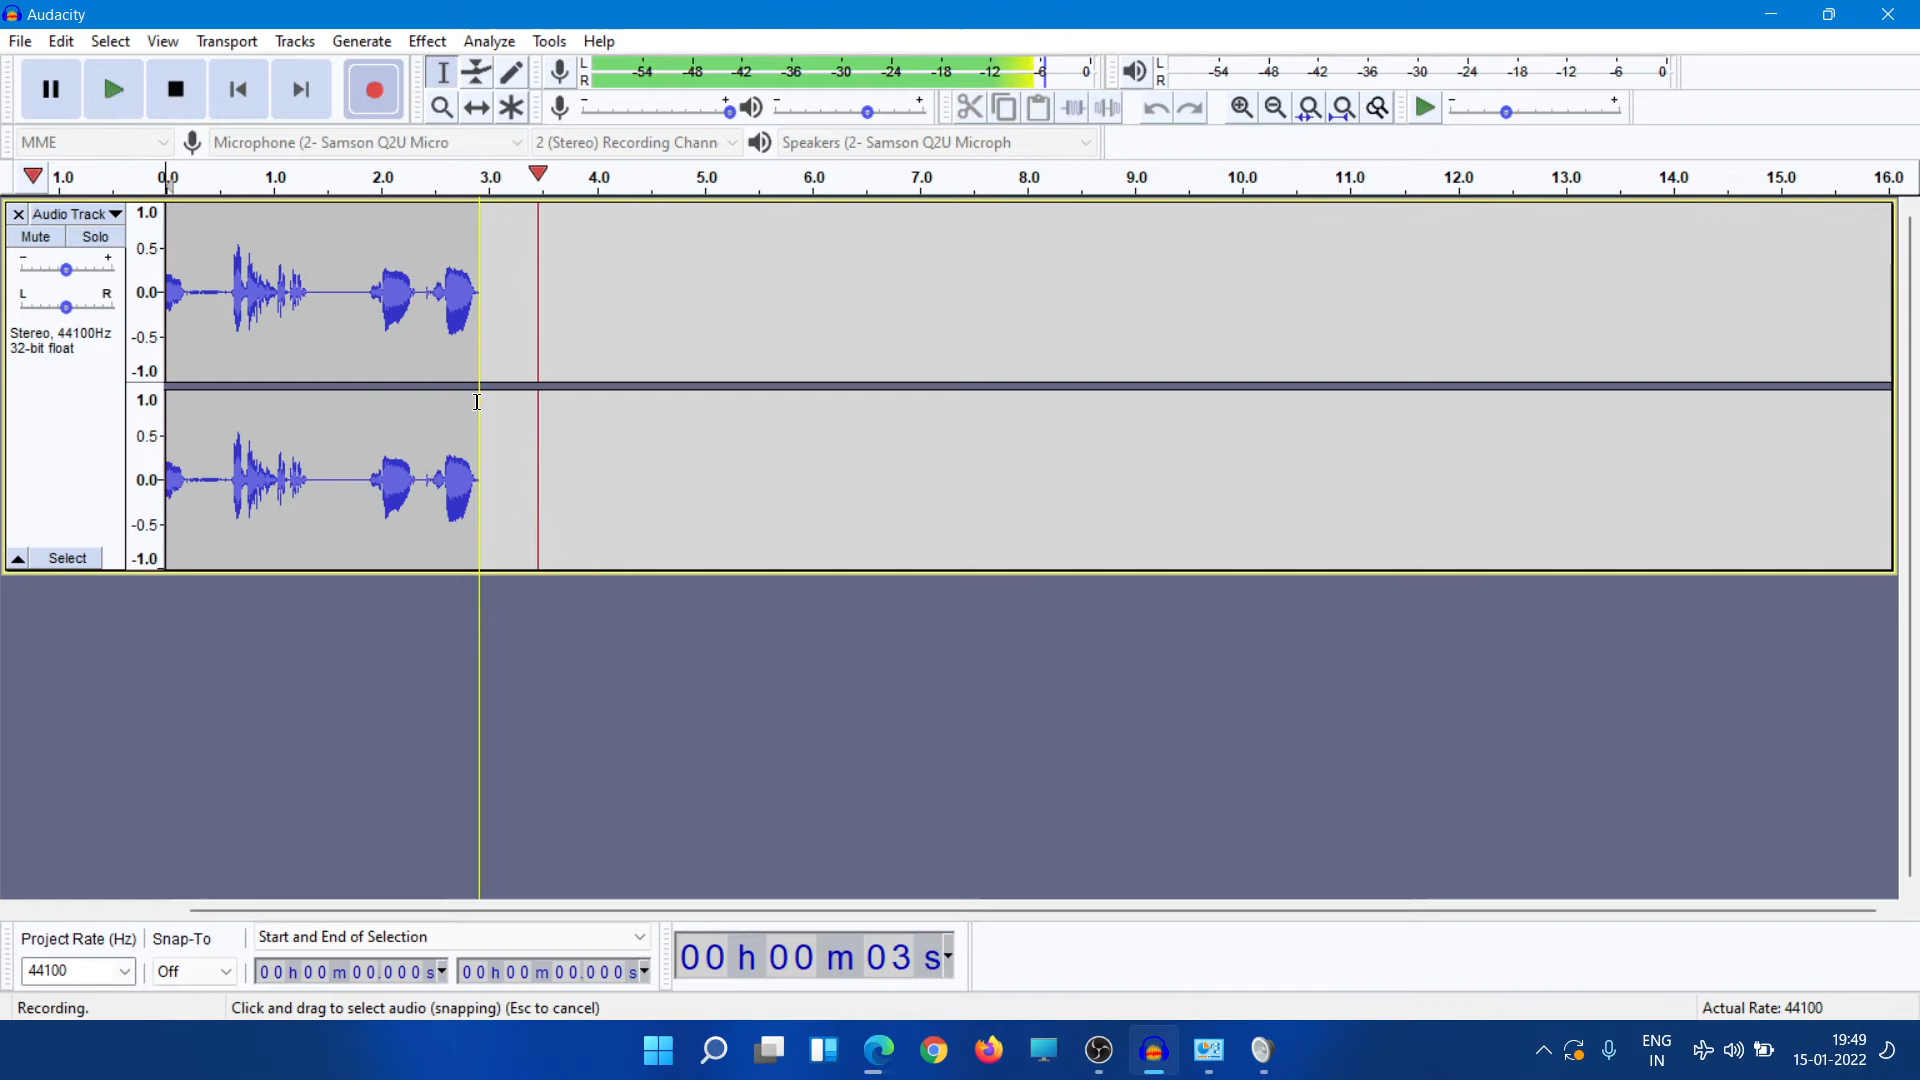 Audacity
File Edit Select View Transport Tracks Generate Effect Analyze Tools Help
L R -54 -48 -42 -36 -30 -24 -18 -12 -6 0 L R -54 -48 -42 -36 -30 -24 -18 -12 -6 0
- + - + - +
MME Microphone (2- Samson Q2U Micro 2 (Stereo) Recording Chann Speakers (2- Samson Q2U Microph
1.0 0.0 1.0 2.0 3.0 4.0 5.0 6.0 7.0 8.0 9.0 10.0 11.0 12.0 13.0 14.0 15.0 16.0
Audio Track 1.0
Mute Solo 0.5
- +
L R 0.0
Stereo, 44100Hz -0.5
32-bit float
-1.0
1.0
0.5
0.0
-0.5
Select -1.0
Project Rate (Hz) Snap-To Start and End of Selection
44100 Off 00 h 00 m 00.000 s 00 h 00 m 00.000 s 00 h 00 m 03 s
Recording. Click and drag to select audio (snapping) (Esc to cancel) Actual Rate: 44100
ENG 19:49
IN 15-01-2022